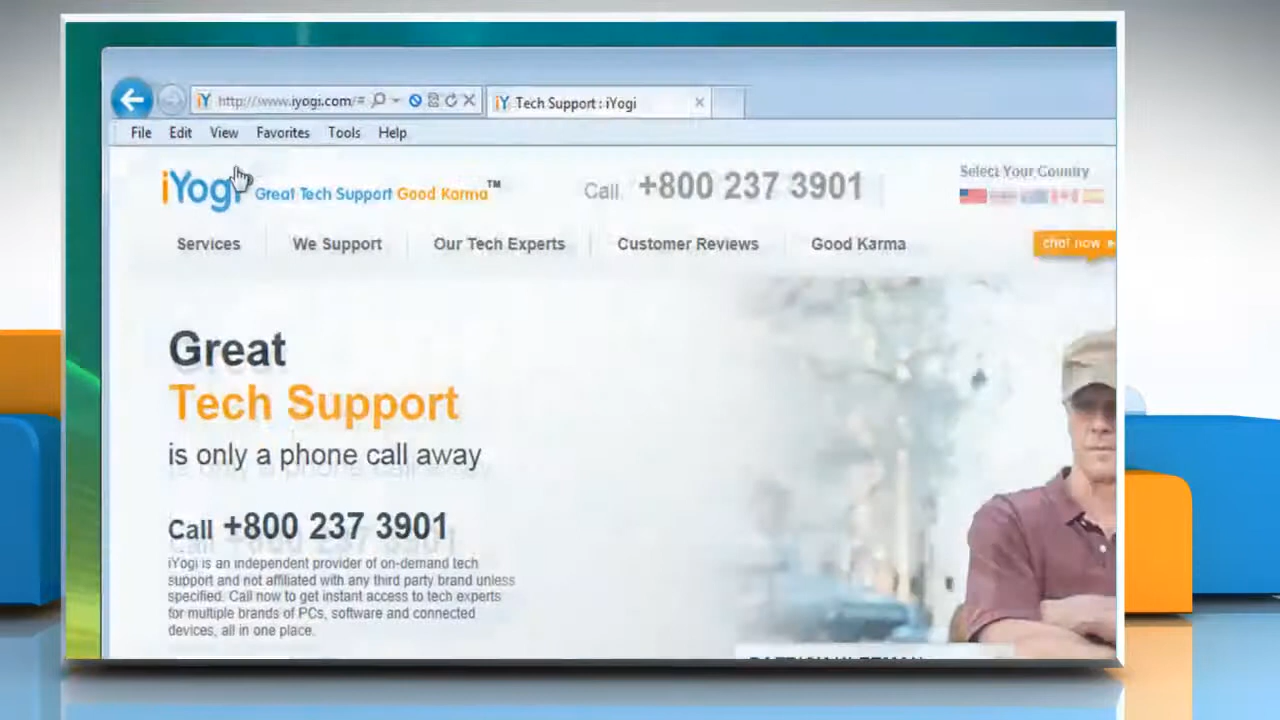 http://www.iyogi.com/#
Tech Support : iYogi
File Edit View Favorites Tools Help
iYogi Great Tech Support Good Karma™
Call +800 237 3901
Select Your Country
Services We Support Our Tech Experts Customer Reviews Good Karma
chat now
Great
Tech Support
is only a phone call away
Call +800 237 3901
iYogi is an independent provider of on-demand tech
support and not affiliated with any third party brand unless
specified. Call now to get instant access to tech experts
for multiple brands of PCs, software and connected
devices, all in one place.